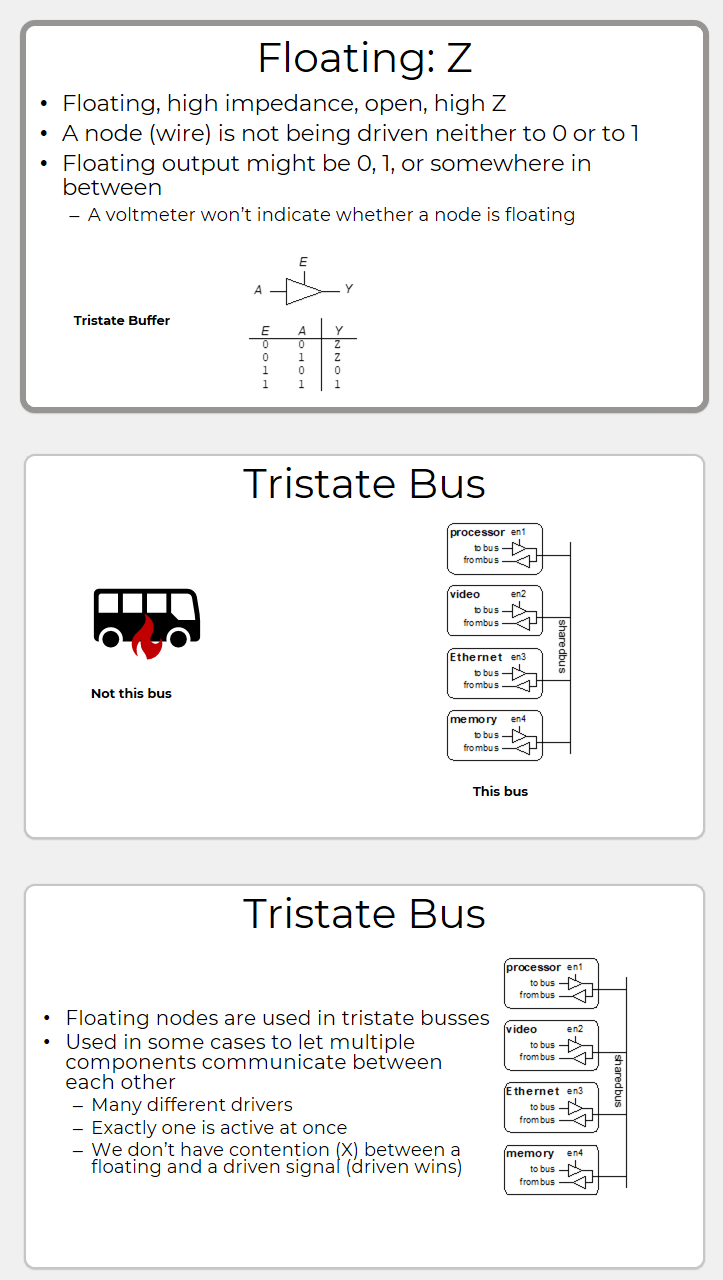 Floating: Z
• Floating, high impedance, open, high Z
• A node (wire) is not being driven neither to 0 or to 1
• Floating output might be 0, 1, or somewhere in
between
– A voltmeter won’t indicate whether a node is floating
E
A Y
Tristate Buffer
E A Y
0 0 Z
0 1 Z
1 0 0
1 1 1
Tristate Bus
Not this bus
processor en1
to bus
from bus
video en2
to bus
from bus
Ethernet en3
to bus
from bus
memory en4
to bus
from bus
shared bus
This bus
Tristate Bus
• Floating nodes are used in tristate busses
• Used in some cases to let multiple
components communicate between
each other
– Many different drivers
– Exactly one is active at once
– We don’t have contention (X) between a
floating and a driven signal (driven wins)
processor en1
to bus
from bus
video en2
to bus
from bus
Ethernet en3
to bus
from bus
memory en4
to bus
from bus
shared bus